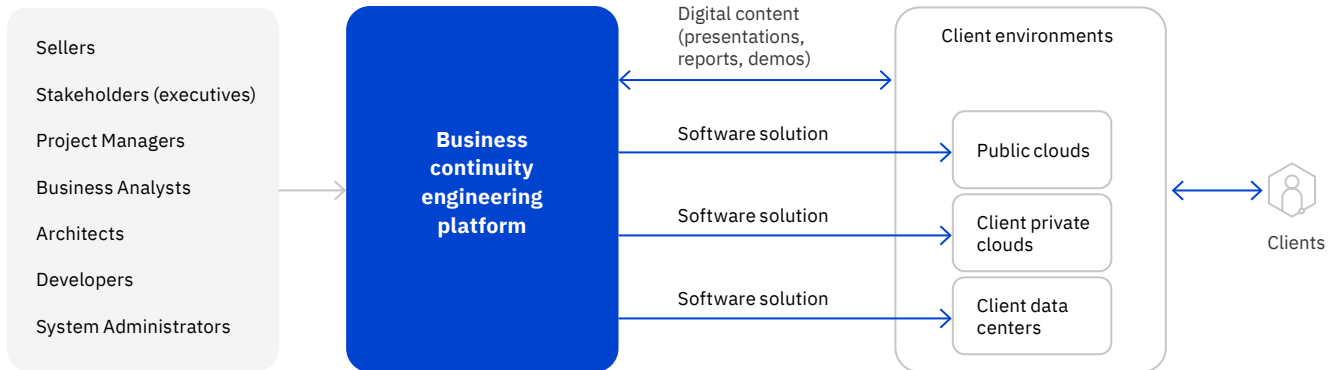 Sellers
Stakeholders (executives)
Project Managers
Business Analysts
Architects
Developers
System Administrators
Business
continuity
engineering
platform
Digital content
(presentations,
reports, demos)
Software solution
Software solution
Software solution
Client environments
Public clouds
Client private
clouds
Client data
centers
Clients